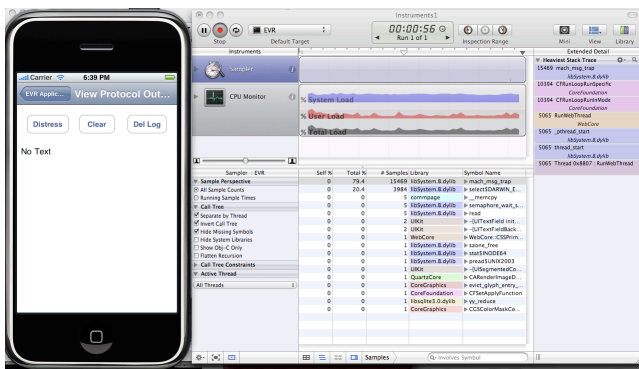 Carrier 6:39 PM
EVR Applic... View Protocol Out...
Distress Clear Del Log
No Text
Instruments1
EVR
00:00:56
Run 1 of 1
Stop Default Target Inspection Range Mini View Library
Instruments Extended Detail
Sampler
CPU Monitor
% System Load
% User Load
% Total Load
Heaviest Stack Trace
15469 mach_msg_trap
libSystem.B.dylib
10394 CFRunLoopRunSpecific
CoreFoundation
10394 CFRunLoopRunInMode
CoreFoundation
5065 RunWebThread
WebCore
5065 _pthread_start
libSystem.B.dylib
5065 thread_start
libSystem.B.dylib
5065 Thread 0x8807 : RunWebThread
Sampler : EVR Self % Total % # Samples Library Symbol Name
Sample Perspective
All Sample Counts
Running Sample Times
Call Tree
Separate by Thread
Invert Call Tree
Hide Missing Symbols
Hide System Libraries
Show Obj-C Only
Flatten Recursion
Call Tree Constraints
Active Thread
All Threads
0 79.4 15469 libSystem.B.dylib mach_msg_trap
0 20.4 3984 libSystem.B.dylib select$DARWIN_E...
0 0 5 commpage __memcpy
0 0 5 libSystem.B.dylib semaphore_wait_s...
0 0 5 libSystem.B.dylib read
0 0 2 UIKit -[UITextField init...
0 0 2 UIKit -[UITextFieldBack...
0 0 1 WebCore WebCore::CSSPrim...
0 0 1 libSystem.B.dylib szone_free
0 0 1 libSystem.B.dylib stat$INODE64
0 0 1 libSystem.B.dylib pread$UNIX2003
0 0 1 UIKit -[UISegmentedCo...
0 0 1 QuartzCore CARenderImageD...
0 0 1 CoreGraphics evict_glyph_entry_...
0 0 1 CoreFoundation CFSetApplyFunction
0 0 1 libsqlite3.0.dylib yy_reduce
0 0 1 CoreGraphics CGSColorMaskCo...
Samples
Involves Symbol